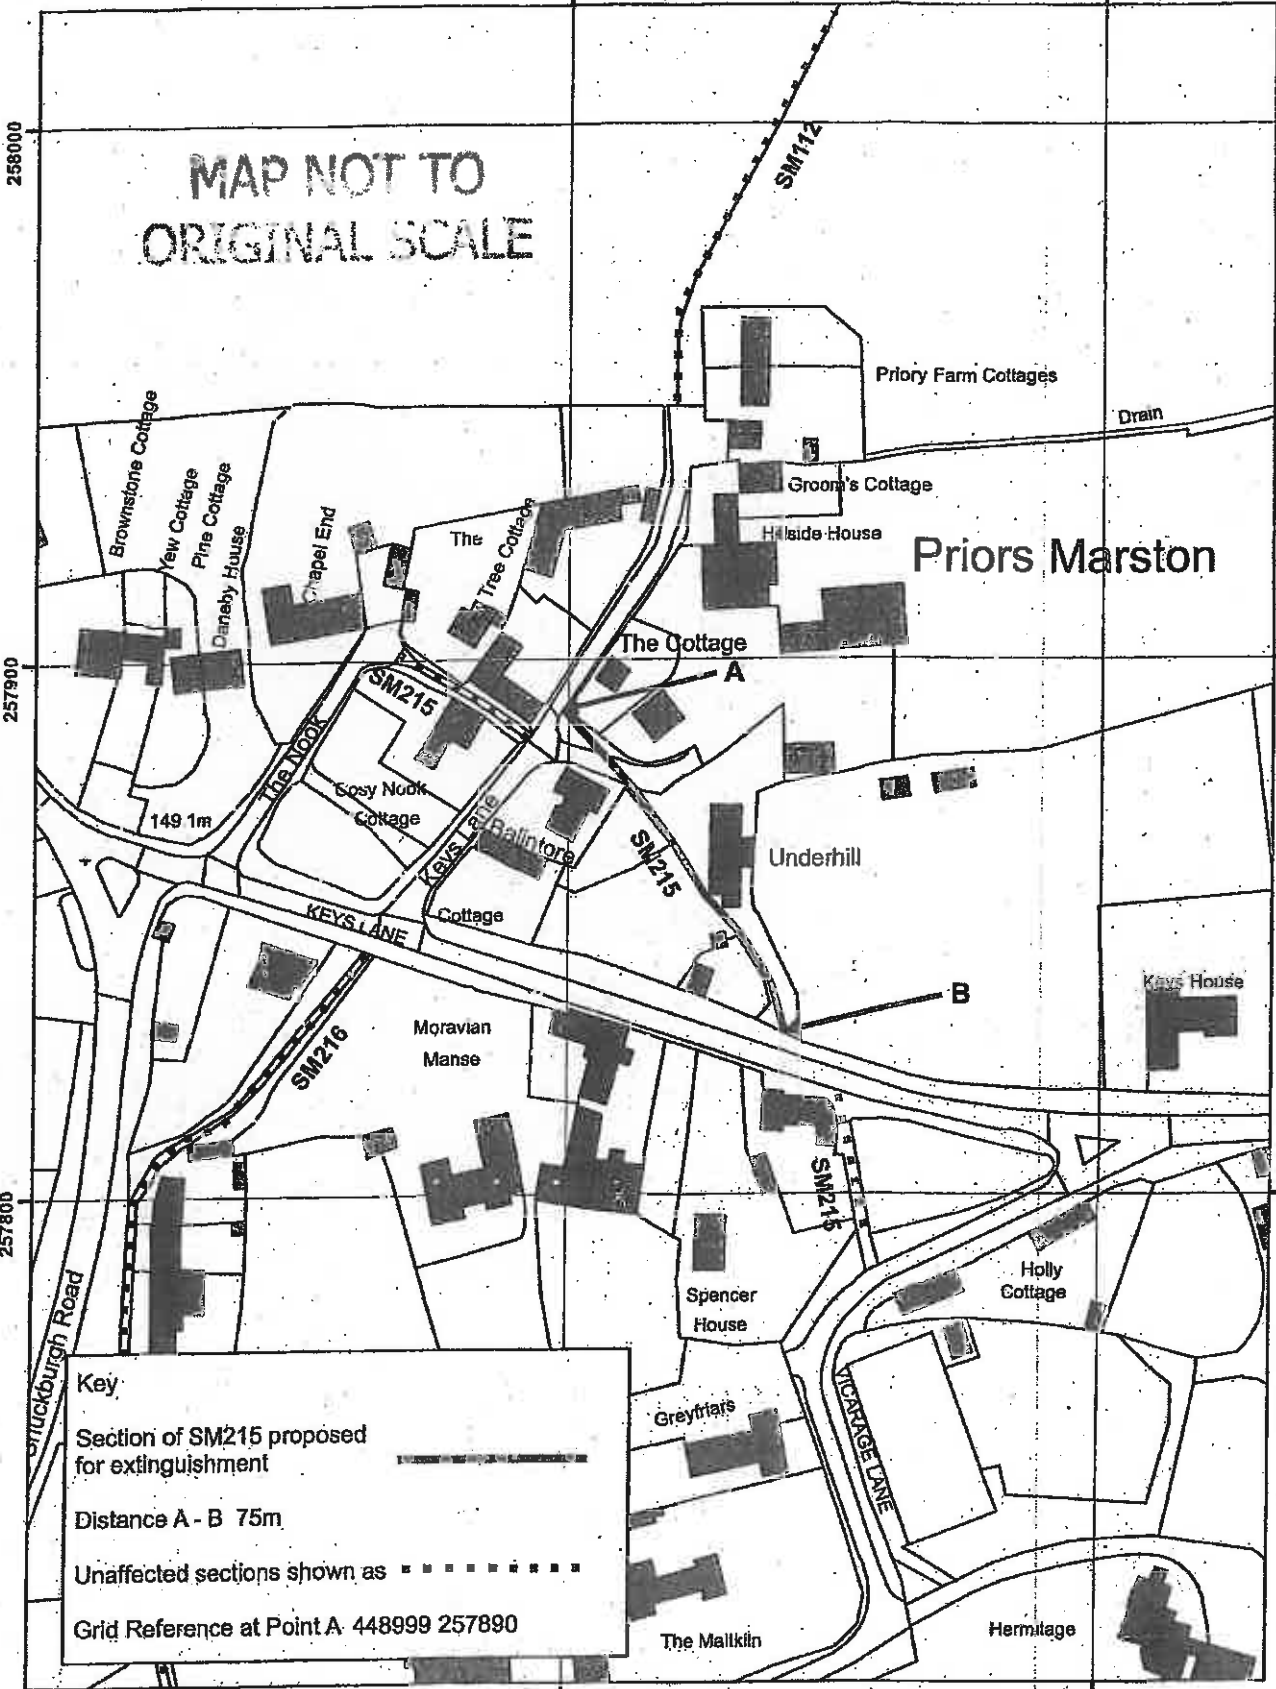 258000
MAP NOT TO
ORIGINAL SCALE
SM112
Priory Farm Cottages
Drain
Brownstone Cottage
Yew Cottage
Pine Cottage
Daneby House
Chapel End
The
Tree Cottage
Groom's Cottage
Hillside House
Priors Marston
The Cottage
A
257900
SM215
The Nook
Cosy Nook
Cottage
149.1m
Keys Lane
Balintore
SM215
Underhill
KEYS LANE
Cottage
B
Keys House
Moravian
Manse
SM216
SM215
257800
Spencer
House
Holly
Cottage
Shuckburgh Road
Greyfriars
VICARAGE LANE
Key
Section of SM215 proposed
for extinguishment
Distance A - B 75m
Unaffected sections shown as
Grid Reference at Point A 448999 257890
The Maltkiln
Hermitage